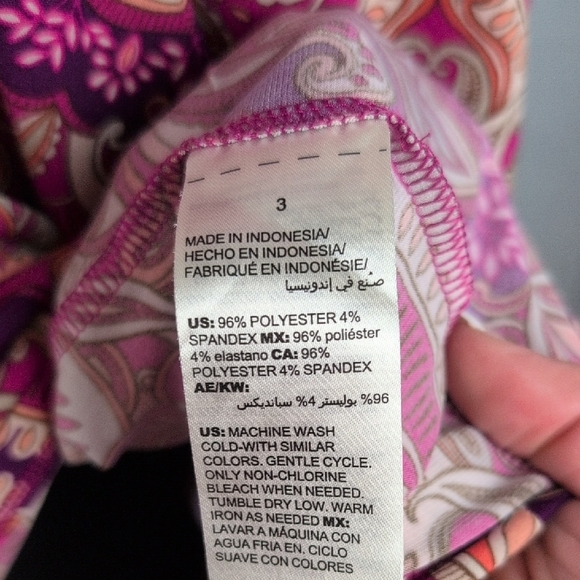 3
MADE IN INDONESIA/
HECHO EN INDONESIA/
FABRIQUÉ EN INDONÉSIE/
صُنع في إندونيسيا
US: 96% POLYESTER 4%
SPANDEX MX: 96% poliéster
4% elastano CA: 96%
POLYESTER 4% SPANDEX
AE/KW:
96% بوليستر 4% سبانديكس
US: MACHINE WASH
COLD-WITH SIMILAR
COLORS. GENTLE CYCLE.
ONLY NON-CHLORINE
BLEACH WHEN NEEDED.
TUMBLE DRY LOW. WARM
IRON AS NEEDED MX:
LAVAR A MÁQUINA CON
AGUA FRIA EN. CICLO
SUAVE CON COLORES